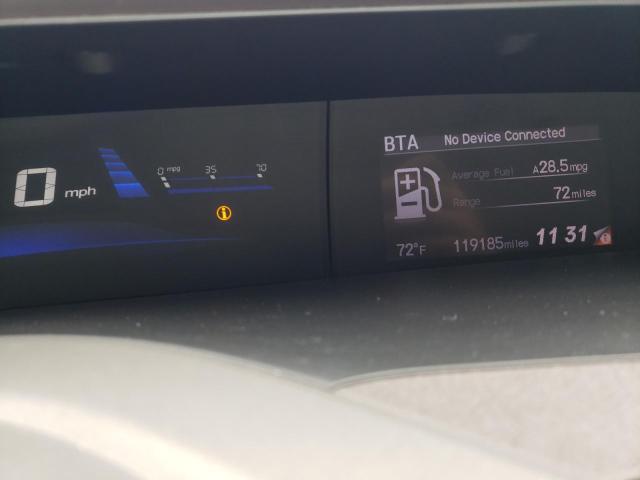 0 mph
0 mpg 35 70
BTA No Device Connected
Average Fuel A28.5mpg
Range 72miles
72°F 119185miles 11 31